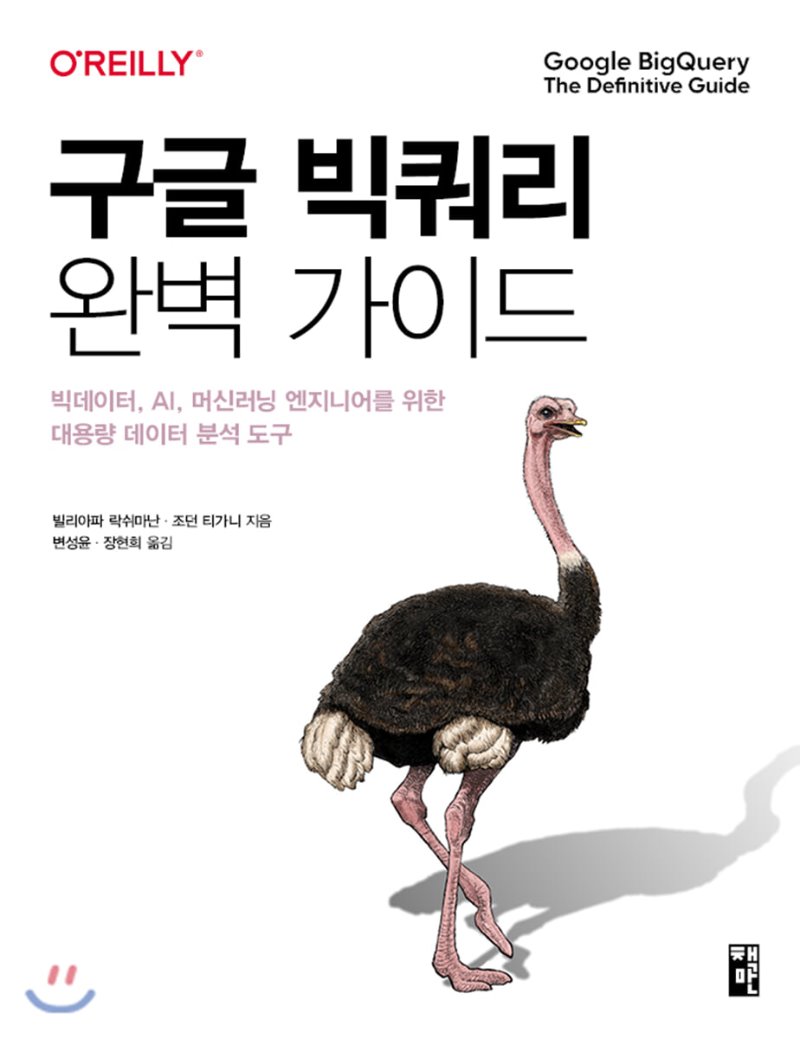 O'REILLY®
Google BigQuery
The Definitive Guide
구글 빅쿼리
완벽 가이드
빅데이터, AI, 머신러닝 엔지니어를 위한
대용량 데이터 분석 도구
빌리아파 락쉬마난 · 조던 티가니 지음
변성윤 · 장현희 옮김
책만